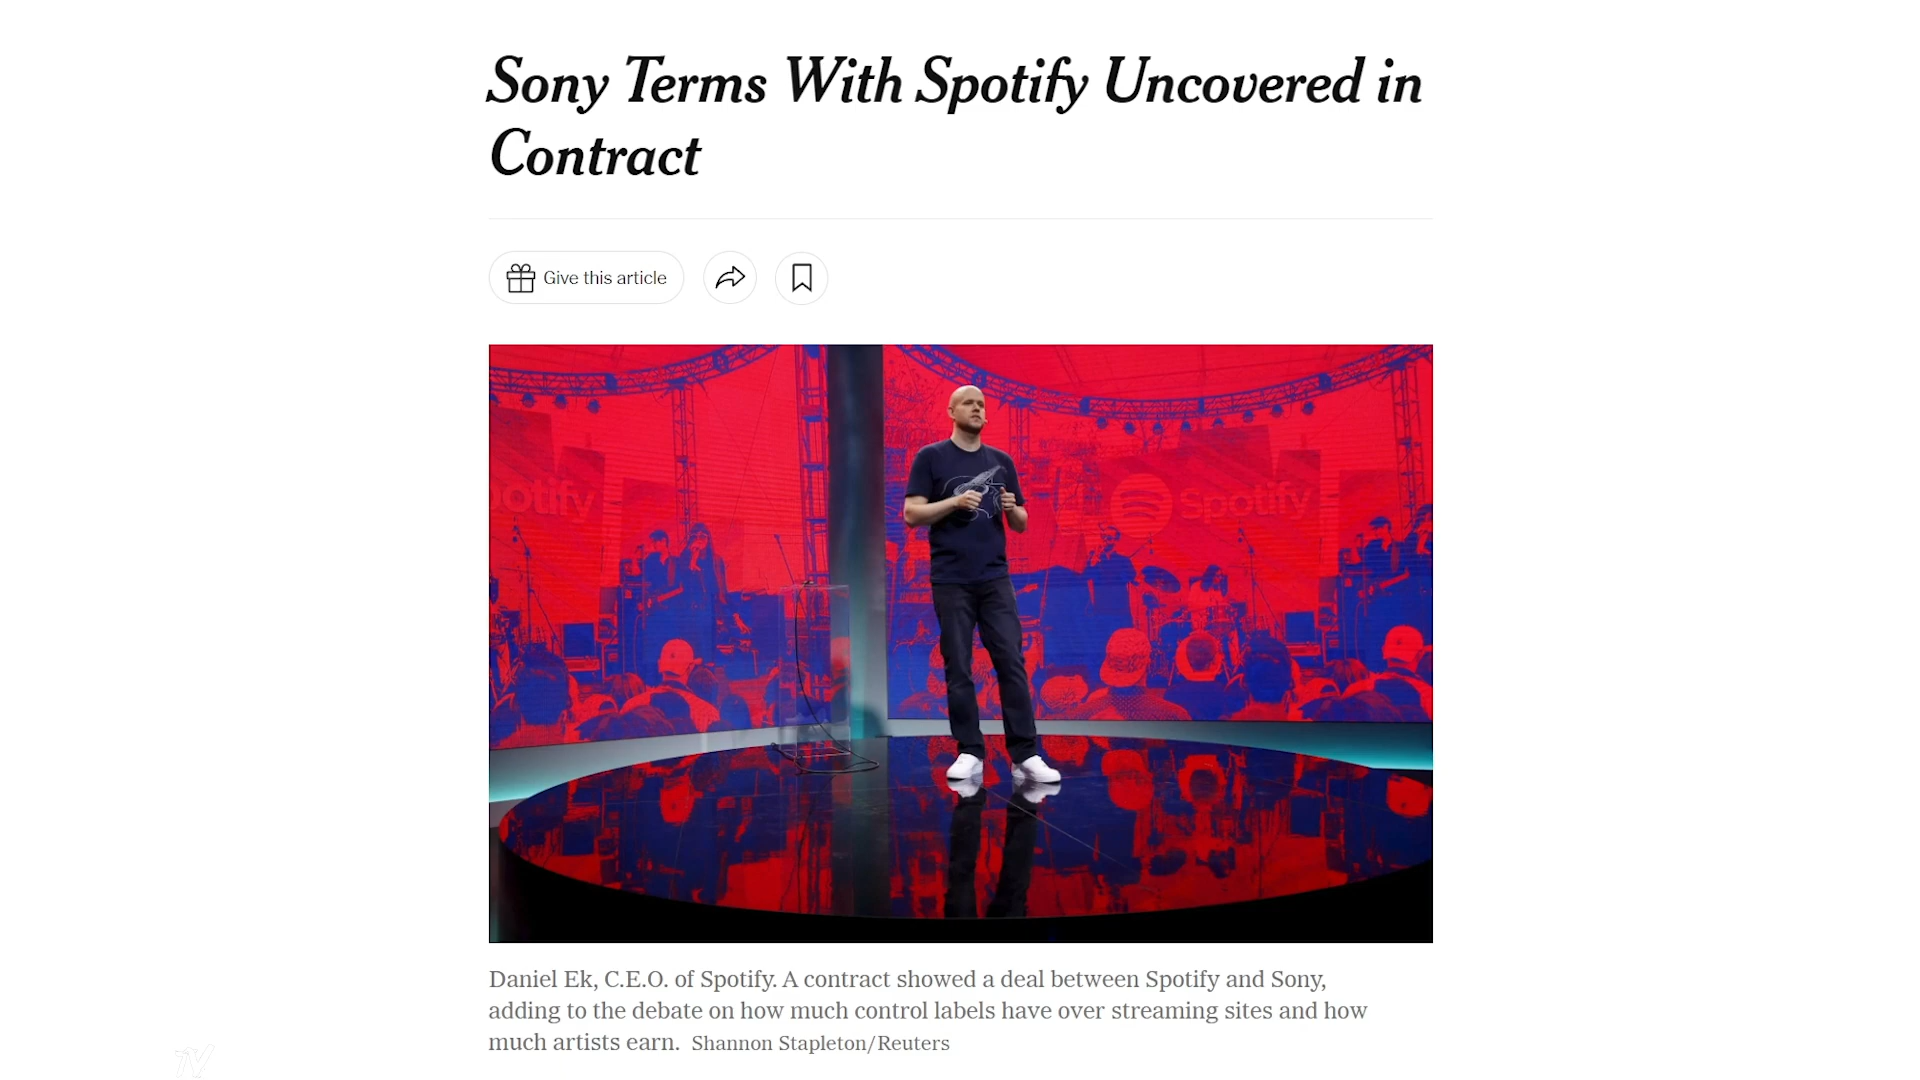 Sony Terms With Spotify Uncovered in
Contract
Give this article
potify
Spotify
Daniel Ek, C.E.O. of Spotify. A contract showed a deal between Spotify and Sony,
adding to the debate on how much control labels have over streaming sites and how
much artists earn. Shannon Stapleton/Reuters